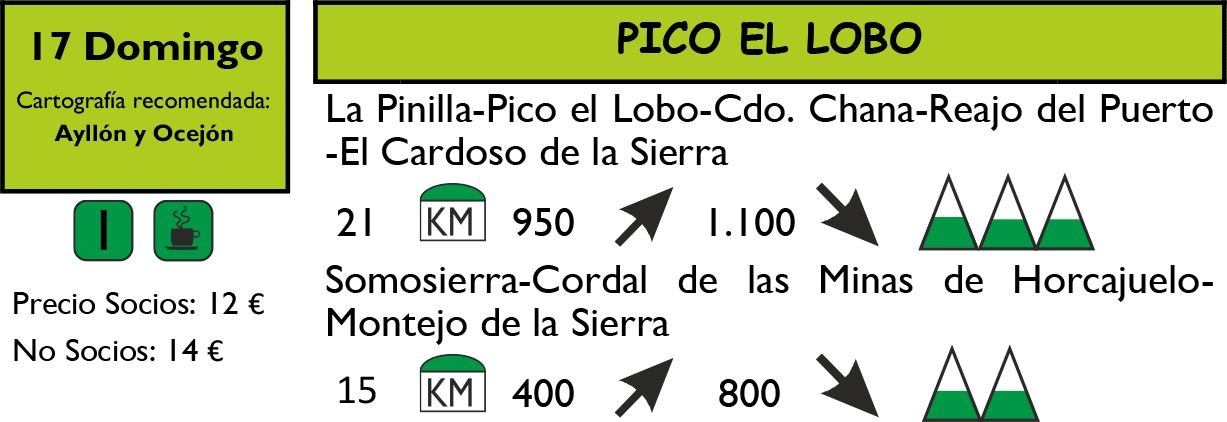 17 Domingo
Cartografía recomendada:
Ayllón y Ocejón
I
Precio Socios: 12 €
No Socios: 14 €
PICO EL LOBO
La Pinilla-Pico el Lobo-Cdo. Chana-Reajo del Puerto
-El Cardoso de la Sierra
21 KM 950 1.100
Somosierra-Cordal de las Minas de Horcajuelo-
Montejo de la Sierra
15 KM 400 800